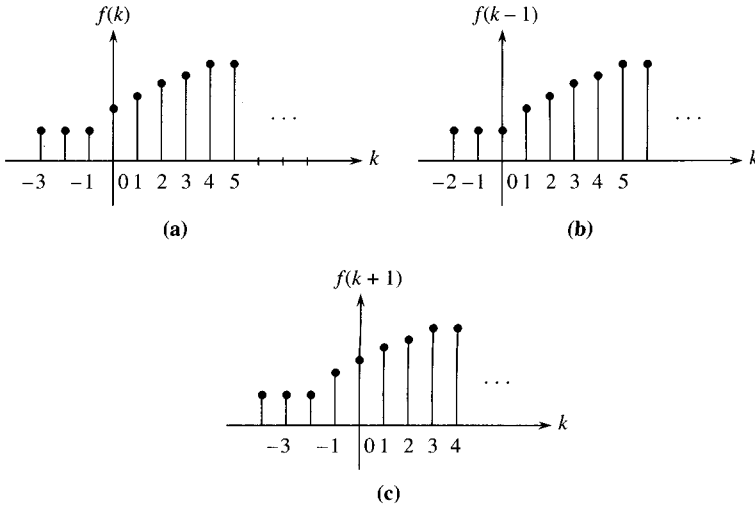 f(k)
. . .
k
−3 −1 0 1 2 3 4 5
(a)
f(k − 1)
. . .
k
−2 −1 0 1 2 3 4 5
(b)
f(k + 1)
. . .
k
−3 −1 0 1 2 3 4
(c)